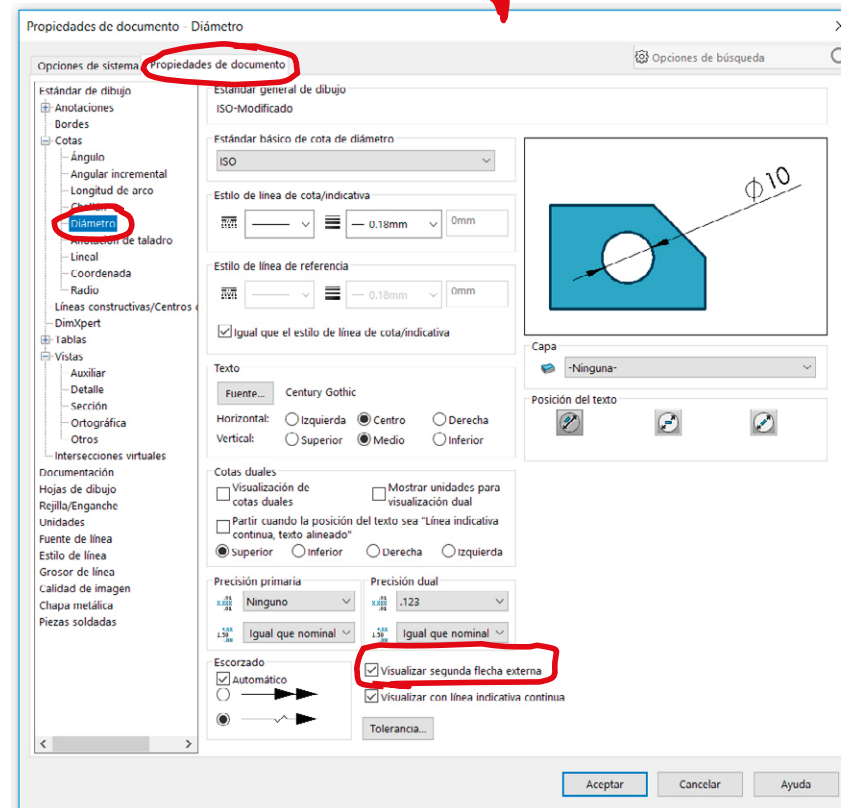 Propiedades de documento - Diámetro
Opciones de sistema
Propiedades de documento
Opciones de búsqueda
Estándar de dibujo
Anotaciones
Bordes
Cotas
Ángulo
Angular incremental
Longitud de arco
Chaflán
Diámetro
Anotación de taladro
Lineal
Coordenada
Radio
Líneas constructivas/Centros
DimXpert
Tablas
Vistas
Auxiliar
Detalle
Sección
Ortográfica
Otros
Intersecciones virtuales
Documentación
Hojas de dibujo
Rejilla/Enganche
Unidades
Fuente de línea
Estilo de línea
Grosor de línea
Calidad de imagen
Chapa metálica
Piezas soldadas
Estándar general de dibujo
ISO-Modificado
Estándar básico de cota de diámetro
ISO
Estilo de línea de cota/indicativa
0.18mm
0mm
Estilo de línea de referencia
0.18mm
0mm
Igual que el estilo de línea de cota/indicativa
Texto
Fuente...
Century Gothic
Horizontal: Izquierda Centro Derecha
Vertical: Superior Medio Inferior
Cotas duales
Visualización de
cotas duales
Mostrar unidades para
visualización dual
Partir cuando la posición del texto sea "Línea indicativa
continua, texto alineado"
Superior Inferior Derecha Izquierda
Precisión primaria
Ninguno
Igual que nominal
Precisión dual
.123
Igual que nominal
Escorzado
Automático
Visualizar segunda flecha externa
Visualizar con línea indicativa continua
Tolerancia...
ϕ10
Capa
-Ninguna-
Posición del texto
Aceptar Cancelar Ayuda